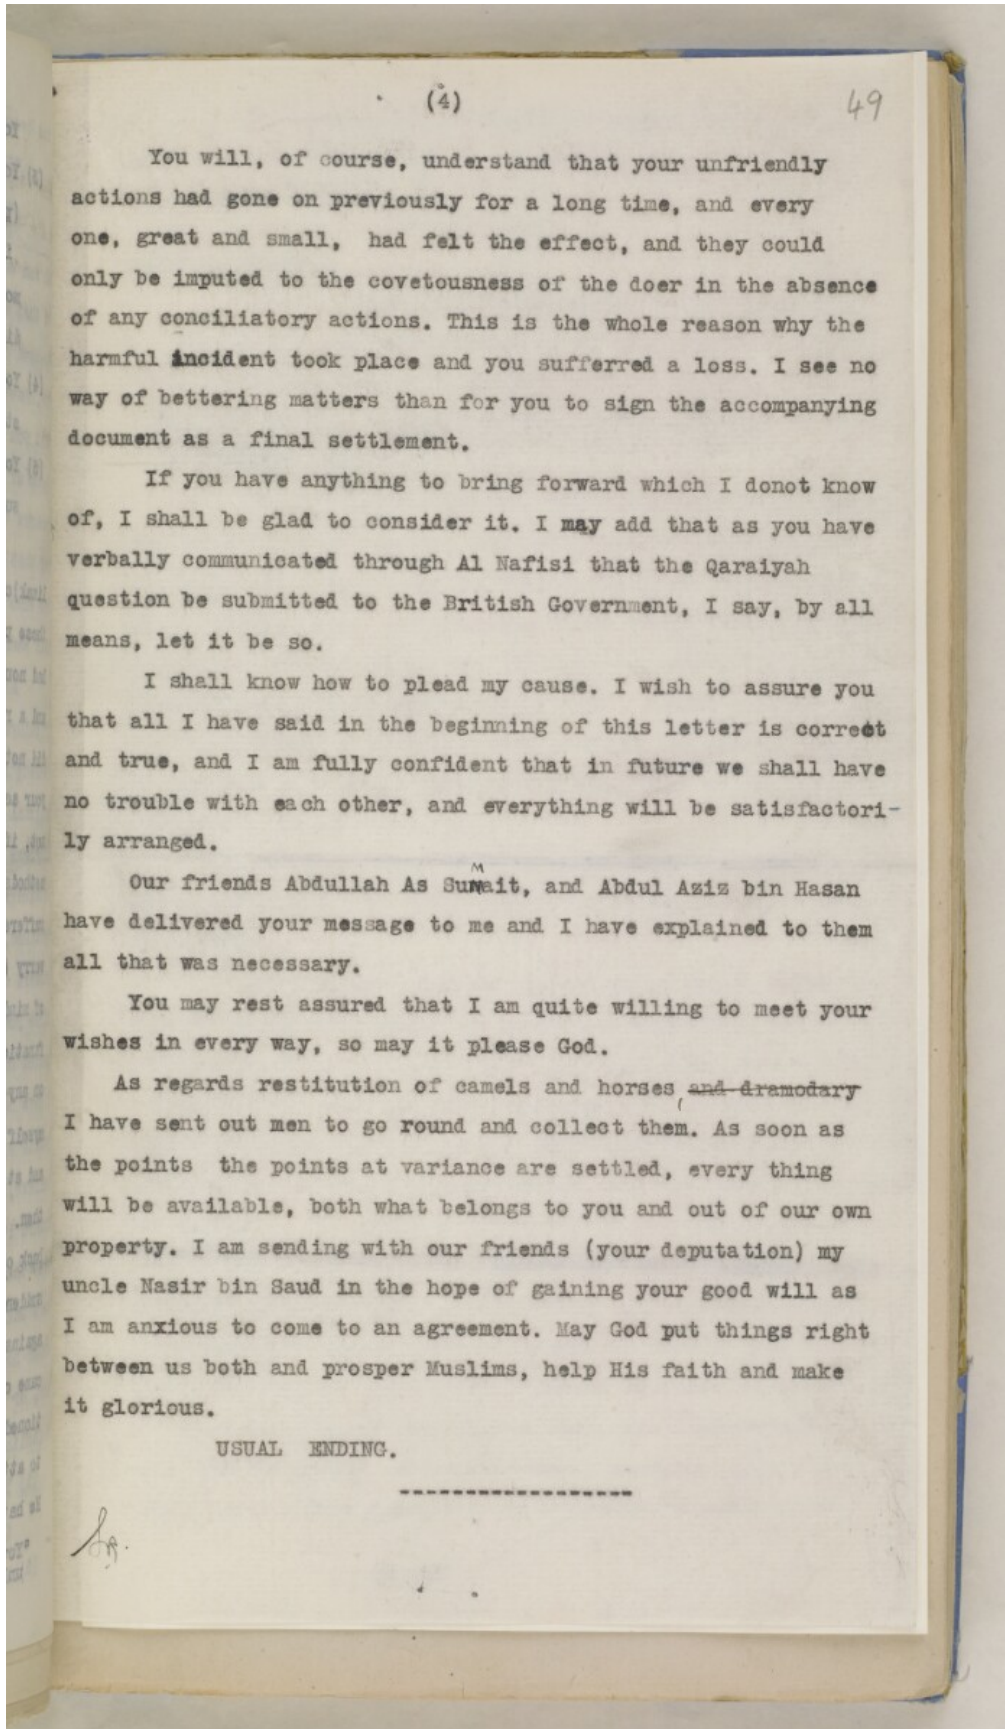 (4)
49
You will, of course, understand that your unfriendly
actions had gone on previously for a long time, and every
one, great and small, had felt the effect, and they could
only be imputed to the covetousness of the doer in the absence
of any conciliatory actions. This is the whole reason why the
harmful incident took place and you sufferred a loss. I see no
way of bettering matters than for you to sign the accompanying
document as a final settlement.
If you have anything to bring forward which I donot know
of, I shall be glad to consider it. I may add that as you have
verbally communicated through Al Nafisi that the Qaraiyah
question be submitted to the British Government, I say, by all
means, let it be so.
I shall know how to plead my cause. I wish to assure you
that all I have said in the beginning of this letter is correct
and true, and I am fully confident that in future we shall have
no trouble with each other, and everything will be satisfactori-
ly arranged.
Our friends Abdullah As Sumait, and Abdul Aziz bin Hasan
have delivered your message to me and I have explained to them
all that was necessary.
You may rest assured that I am quite willing to meet your
wishes in every way, so may it please God.
As regards restitution of camels and horses, and dramodary
I have sent out men to go round and collect them. As soon as
the points the points at variance are settled, every thing
will be available, both what belongs to you and out of our own
property. I am sending with our friends (your deputation) my
uncle Nasir bin Saud in the hope of gaining your good will as
I am anxious to come to an agreement. May God put things right
between us both and prosper Muslims, help His faith and make
it glorious.
USUAL ENDING.